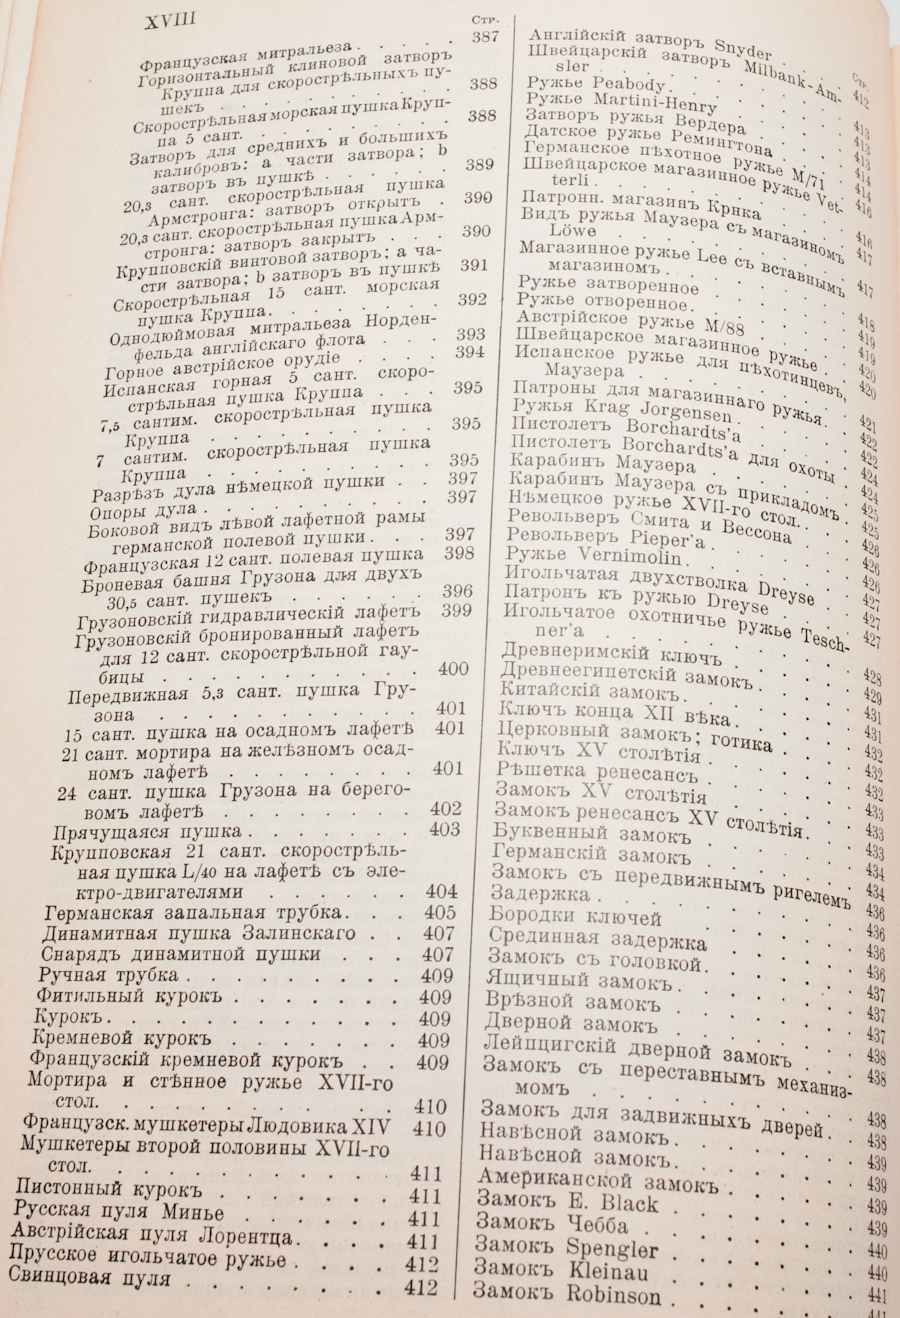 XVIII
Стр.
Французская митральеза. . . . . 387
Горизонтальный клиновой затворъ
Круппа для скорострѣльныхъ пу-
шекъ . . . . . . . . . . 388
Скорострѣльная морская пушка Круп-
па 5 сант. . . . . . . . . 388
Затворъ для среднихъ и большихъ
калибровъ: a части затвора; b
затворъ въ пушкѣ . . . . . . 389
20,3 сант. скорострѣльная пушка
Армстронга: затворъ открытъ . 390
20,3 сант. скорострѣльная пушка Арм-
стронга: затворъ закрытъ . . . 390
Крупповскій винтовой затворъ; a ча-
сти затвора; b затворъ въ пушкѣ 391
Скорострѣльная 15 сант. морская
пушка Круппа. . . . . . . . 392
Однодюймовая митральеза Норден-
фельда англійскаго флота . . . 393
Горное австрійское орудіе . . . . 394
Испанская горная 5 сант. скоро-
стрѣльная пушка Круппа . . . 395
7,5 сантим. скорострѣльная пушка
Круппа . . . . . . . . . . 395
7 сантим. скорострѣльная пушка
Круппа . . . . . . . . . . 395
Разрѣзъ дула нѣмецкой пушки . . 397
Опоры дула . . . . . . . . . 397
Боковой видъ лѣвой лафетной рамы
германской полевой пушки. . . 397
Французская 12 сант. полевая пушка 398
Броневая башня Грузона для двухъ
30,5 сант. пушекъ . . . . . . 396
Грузоновскій гидравлическій лафетъ 399
Грузоновскій бронированный лафетъ
для 12 сант. скорострѣльной гау-
бицы . . . . . . . . . . . 400
Передвижная 5,3 сант. пушка Гру-
зона . . . . . . . . . . . 401
15 сант. пушка на осадномъ лафетѣ 401
21 сант. мортира на желѣзномъ осад-
номъ лафетѣ . . . . . . . . 401
24 сант. пушка Грузона на берего-
вомъ лафетѣ . . . . . . . . 402
Прячущаяся пушка . . . . . . . 403
Крупповская 21 сант. скорострѣль-
ная пушка L/40 на лафетѣ съ эле-
ктро-двигателями . . . . . . 404
Германская запальная трубка. . . 405
Динамитная пушка Залинскаго . . 407
Снарядъ динамитной пушки . . . 407
Ручная трубка . . . . . . . . . 409
Фитильный курокъ . . . . . . . 409
Курокъ. . . . . . . . . . . . 409
Кремневой курокъ . . . . . . . 409
Французскій кремневой курокъ . . 409
Мортира и стѣнное ружье XVII-го
стол. . . . . . . . . . . . 410
Французск. мушкетеры Людовика XIV 410
Мушкетеры второй половины XVII-го
стол. . . . . . . . . . . . 411
Пистонный курокъ . . . . . . . 411
Русская пуля Минье . . . . . . 411
Австрійская пуля Лорентца. . . . 411
Прусское игольчатое ружье . . . . 412
Свинцовая пуля . . . . . . . . 412
Стр.
Англійскій затворъ Snyder . . . 412
Швейцарскій затворъ Milbank-Am-
sler . . . . . . . . . . 413
Ружье Peabody. . . . . . . . 413
Ружье Martini-Henry . . . . . 413
Затворъ ружья Вердера . . . . 414
Датское ружье Ремингтона . . . 414
Германское пѣхотное ружье M/71 . 416
Швейцарское магазинное ружье Vet-
terli . . . . . . . . . . 416
Патронн. магазинъ Крнка . . . . 417
Видъ ружья Маузера съ магазиномъ
Löwe . . . . . . . . . . 417
Магазинное ружье Lee съ вставнымъ
магазиномъ . . . . . . . . 418
Ружье затворенное . . . . . . 419
Ружье отворенное. . . . . . . 419
Австрійское ружье M/88 . . . . 420
Швейцарское магазинное ружье . . 420
Испанское ружье для пѣхотинцевъ,
Маузера . . . . . . . . . 421
Патроны для магазиннаго ружья. . 422
Ружья Krag Jorgensen . . . . . 422
Пистолетъ Borchardts'а . . . . . 424
Пистолетъ Borchardts'а для охоты . 424
Карабинъ Маузера . . . . . . 425
Карабинъ Маузера съ прикладомъ . 425
Нѣмецкое ружье XVII-го стол. . . 426
Револьверъ Смита и Вессона . . . 426
Револьверъ Pieper'а . . . . . . 426
Ружье Vernimolin. . . . . . . 427
Игольчатая двухстволка Dreyse . . 427
Патронъ къ ружью Dreyse . . . 427
Игольчатое охотничье ружье Tesch-
ner'а . . . . . . . . . . 428
Древнеримскій ключъ . . . . . 429
Древнеегипетскій замокъ . . . . 431
Китайскій замокъ. . . . . . . 431
Ключъ конца XII вѣка. . . . . 432
Церковный замокъ; готика . . . 432
Ключъ XV столѣтія . . . . . . 432
Рѣшетка ренесансъ . . . . . . 433
Замокъ XV столѣтія . . . . . . 433
Замокъ ренесансъ XV столѣтія. . . 433
Буквенный замокъ . . . . . . 434
Германскій замокъ . . . . . . 434
Замокъ съ передвижнымъ ригелемъ 436
Задержка . . . . . . . . . 436
Бородки ключей . . . . . . . 436
Срединная задержка . . . . . . 436
Замокъ съ головкой. . . . . . 437
Ящичный замокъ . . . . . . . 437
Врѣзной замокъ . . . . . . . 437
Дверной замокъ . . . . . . . 438
Лейпцигскій дверной замокъ . . . 438
Замокъ съ переставнымъ механиз-
момъ . . . . . . . . . . 438
Замокъ для задвижныхъ дверей. . 438
Навѣсной замокъ. . . . . . . 439
Навѣсной замокъ. . . . . . . 439
Американской замокъ . . . . . 439
Замокъ E. Black . . . . . . . 439
Замокъ Чебба . . . . . . . . 440
Замокъ Spengler . . . . . . . 440
Замокъ Kleinau . . . . . . . 441
Замокъ Robinson . . . . . . . 441